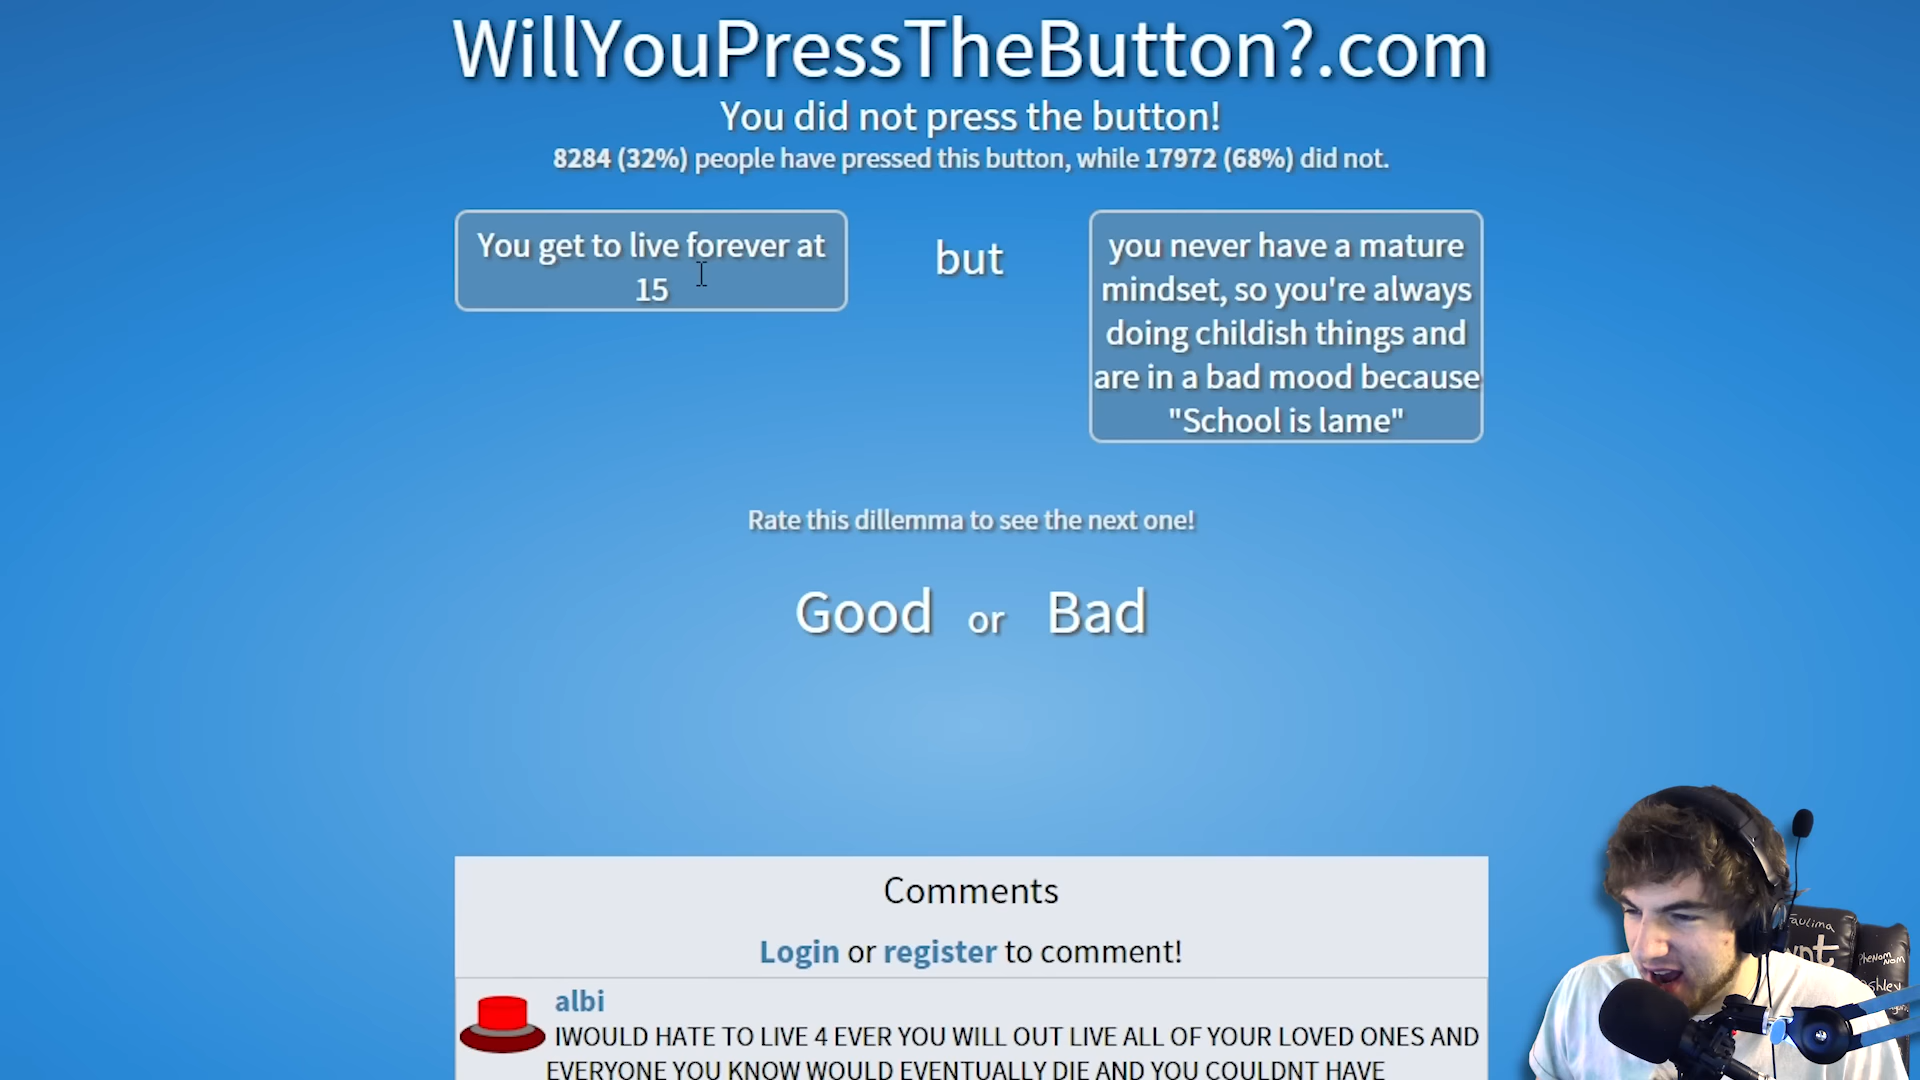 WillYouPressTheButton?.com
You did not press the button!
8284 (32%) people have pressed this button, while 17972 (68%) did not.
You get to live forever at
15
but
you never have a mature
mindset, so you're always
doing childish things and
are in a bad mood because
"School is lame"
Rate this dillemma to see the next one!
Good or Bad
Comments
Login or register to comment!
albi
IWOULD HATE TO LIVE 4 EVER YOU WILL OUT LIVE ALL OF YOUR LOVED ONES AND
EVERYONE YOU KNOW WOULD EVENTUALLY DIE AND YOU COULDNT HAVE
Faulima
PHeNOM
NOM